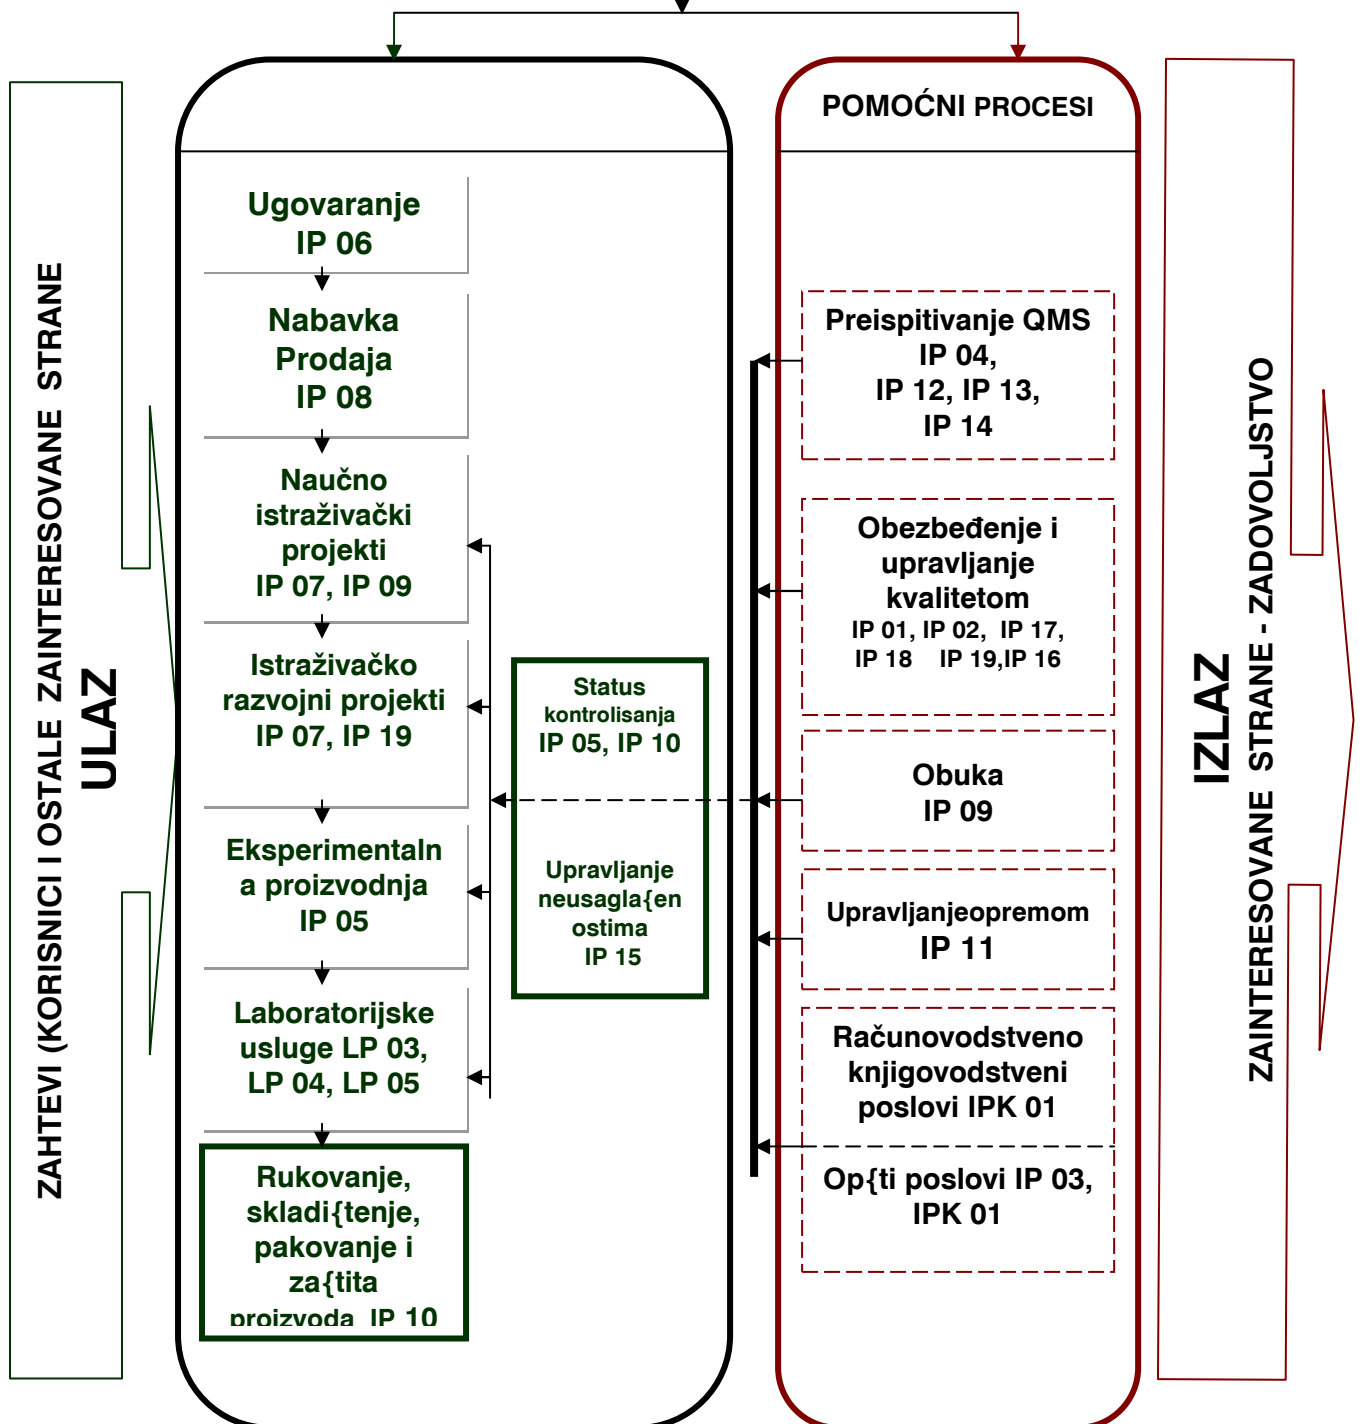 ZAHTEVI (KORISNICI I OSTALE ZAINTERESOVANE STRANE
ULAZ
Ugovaranje
IP 06
Nabavka
Prodaja
IP 08
Naučno
istraživački
projekti
IP 07, IP 09
Istraživačko
razvojni projekti
IP 07, IP 19
Eksperimentaln
a proizvodnja
IP 05
Laboratorijske
usluge LP 03,
LP 04, LP 05
Rukovanje,
skladi{tenje,
pakovanje i
za{tita
proizvoda IP 10
Status
kontrolisanja
IP 05, IP 10
Upravljanje
neusagla{en
ostima
IP 15
POMOĆNI PROCESI
Preispitivanje QMS
IP 04,
IP 12, IP 13,
IP 14
Obezbeđenje i
upravljanje
kvalitetom
IP 01, IP 02, IP 17,
IP 18 IP 19,IP 16
Obuka
IP 09
Upravljanjeopremom
IP 11
Računovodstveno
knjigovodstveni
poslovi IPK 01
Op{ti poslovi IP 03,
IPK 01
IZLAZ
ZAINTERESOVANE STRANE - ZADOVOLJSTVO